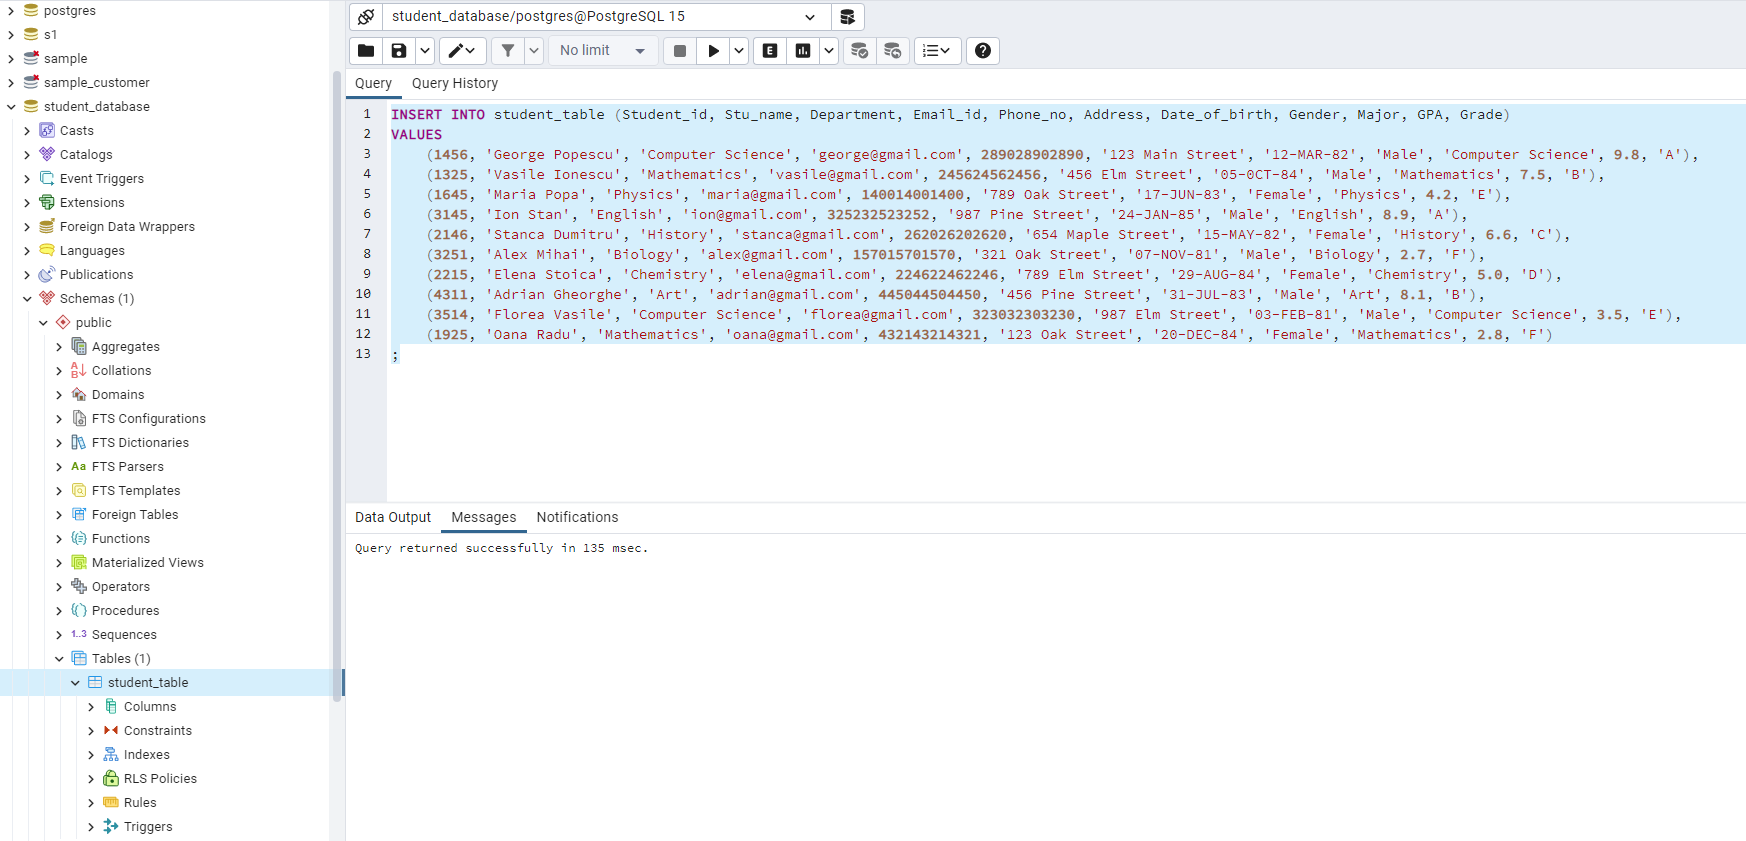 postgres
s1
sample
sample_customer
student_database
Casts
Catalogs
Event Triggers
Extensions
Foreign Data Wrappers
Languages
Publications
Schemas (1)
public
Aggregates
Collations
Domains
FTS Configurations
FTS Dictionaries
Aa FTS Parsers
FTS Templates
Foreign Tables
Functions
Materialized Views
Operators
Procedures
1..3 Sequences
Tables (1)
student_table
Columns
Constraints
Indexes
RLS Policies
Rules
Triggers
student_database/postgres@PostgreSQL 15
No limit
E
Query Query History
1 INSERT INTO student_table (Student_id, Stu_name, Department, Email_id, Phone_no, Address, Date_of_birth, Gender, Major, GPA, Grade)
2 VALUES
3 (1456, 'George Popescu', 'Computer Science', 'george@gmail.com', 289028902890, '123 Main Street', '12-MAR-82', 'Male', 'Computer Science', 9.8, 'A'),
4 (1325, 'Vasile Ionescu', 'Mathematics', 'vasile@gmail.com', 245624562456, '456 Elm Street', '05-OCT-84', 'Male', 'Mathematics', 7.5, 'B'),
5 (1645, 'Maria Popa', 'Physics', 'maria@gmail.com', 140014001400, '789 Oak Street', '17-JUN-83', 'Female', 'Physics', 4.2, 'E'),
6 (3145, 'Ion Stan', 'English', 'ion@gmail.com', 325232523252, '987 Pine Street', '24-JAN-85', 'Male', 'English', 8.9, 'A'),
7 (2146, 'Stanca Dumitru', 'History', 'stanca@gmail.com', 262026202620, '654 Maple Street', '15-MAY-82', 'Female', 'History', 6.6, 'C'),
8 (3251, 'Alex Mihai', 'Biology', 'alex@gmail.com', 157015701570, '321 Oak Street', '07-NOV-81', 'Male', 'Biology', 2.7, 'F'),
9 (2215, 'Elena Stoica', 'Chemistry', 'elena@gmail.com', 224622462246, '789 Elm Street', '29-AUG-84', 'Female', 'Chemistry', 5.0, 'D'),
10 (4311, 'Adrian Gheorghe', 'Art', 'adrian@gmail.com', 445044504450, '456 Pine Street', '31-JUL-83', 'Male', 'Art', 8.1, 'B'),
11 (3514, 'Florea Vasile', 'Computer Science', 'florea@gmail.com', 323032303230, '987 Elm Street', '03-FEB-81', 'Male', 'Computer Science', 3.5, 'E'),
12 (1925, 'Oana Radu', 'Mathematics', 'oana@gmail.com', 432143214321, '123 Oak Street', '20-DEC-84', 'Female', 'Mathematics', 2.8, 'F')
13 ;
Data Output Messages Notifications
Query returned successfully in 135 msec.